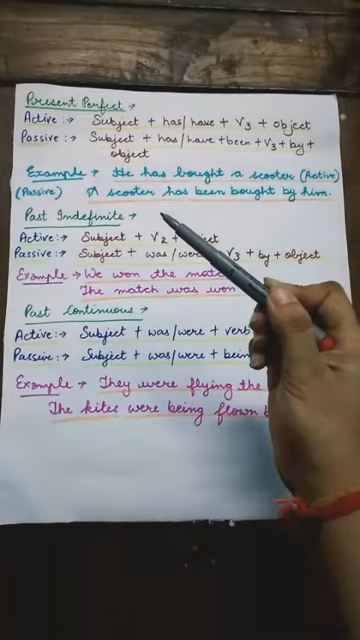 Present Perfect →
Active :→ Subject + has/have + V3 + object
Passive :→ Subject + has/have + been + V3 + by +
object
Example :→ He has bought a scooter (Active)
(Passive) A scooter has been bought by him.
Past Indefinite →
Active :→ Subject + V2 +
Passive :→ Subject + was/were V3 + by + object
Example → We won the
The match was won
Past Continuous :→
Active :→ Subject + was/were + verb
Passive :→ Subject + was/were +
Example → They were flying the
The kites were being flown